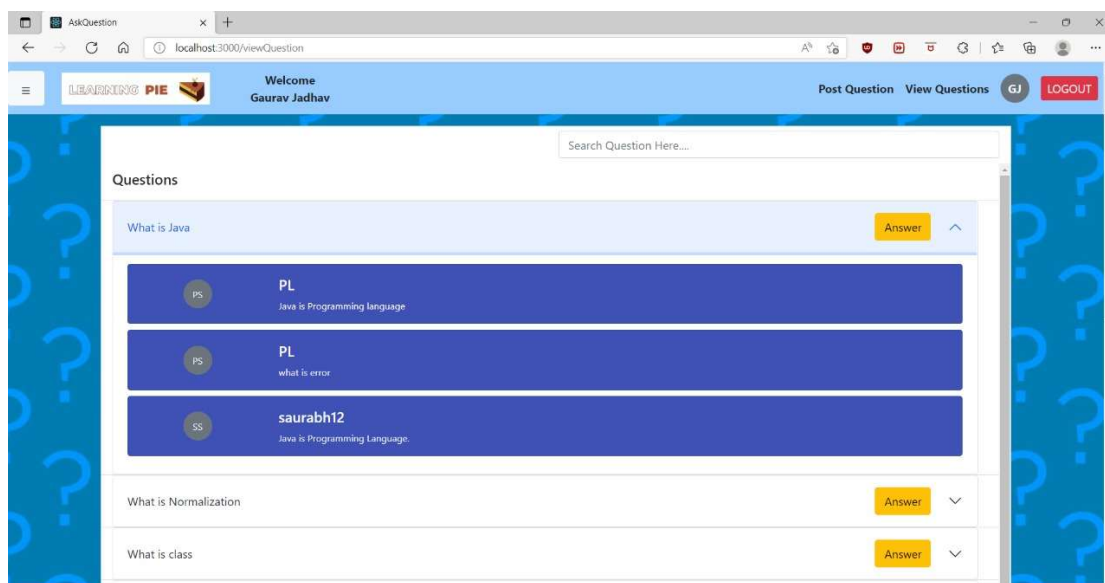 AskQuestion
localhost:3000/viewQuestion
LEARNING PIE
Welcome
Gaurav Jadhav
Post Question View Questions GJ LOGOUT
Search Question Here....
Questions
What is Java Answer
PS PL
Java is Programming language
PS PL
what is error
SS saurabh12
Java is Programming Language.
What is Normalization Answer
What is class Answer